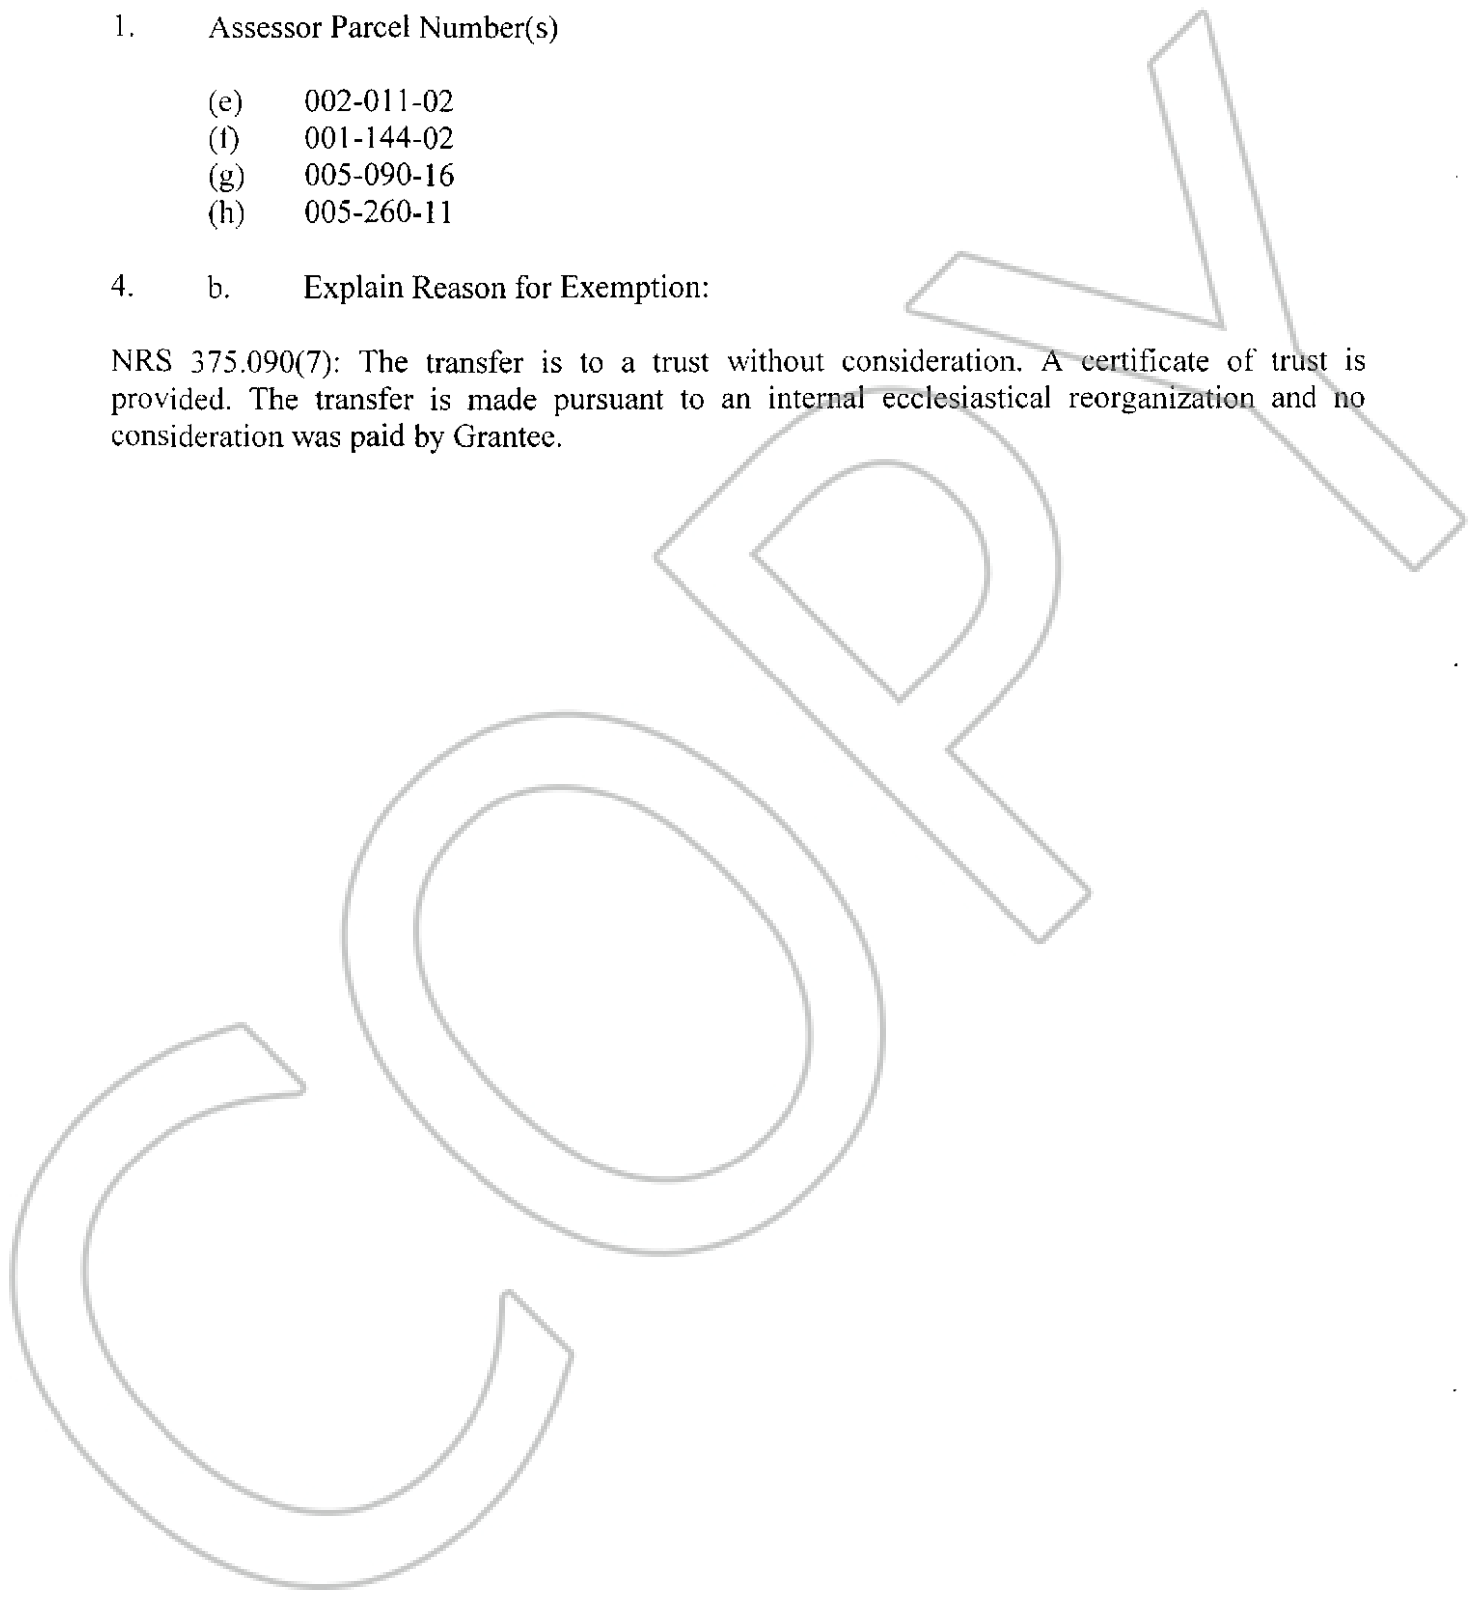 1. Assessor Parcel Number(s)
(e) 002-011-02
(f) 001-144-02
(g) 005-090-16
(h) 005-260-11
4. b. Explain Reason for Exemption:
NRS 375.090(7): The transfer is to a trust without consideration. A certificate of trust is
provided. The transfer is made pursuant to an internal ecclesiastical reorganization and no
consideration was paid by Grantee.
COPY